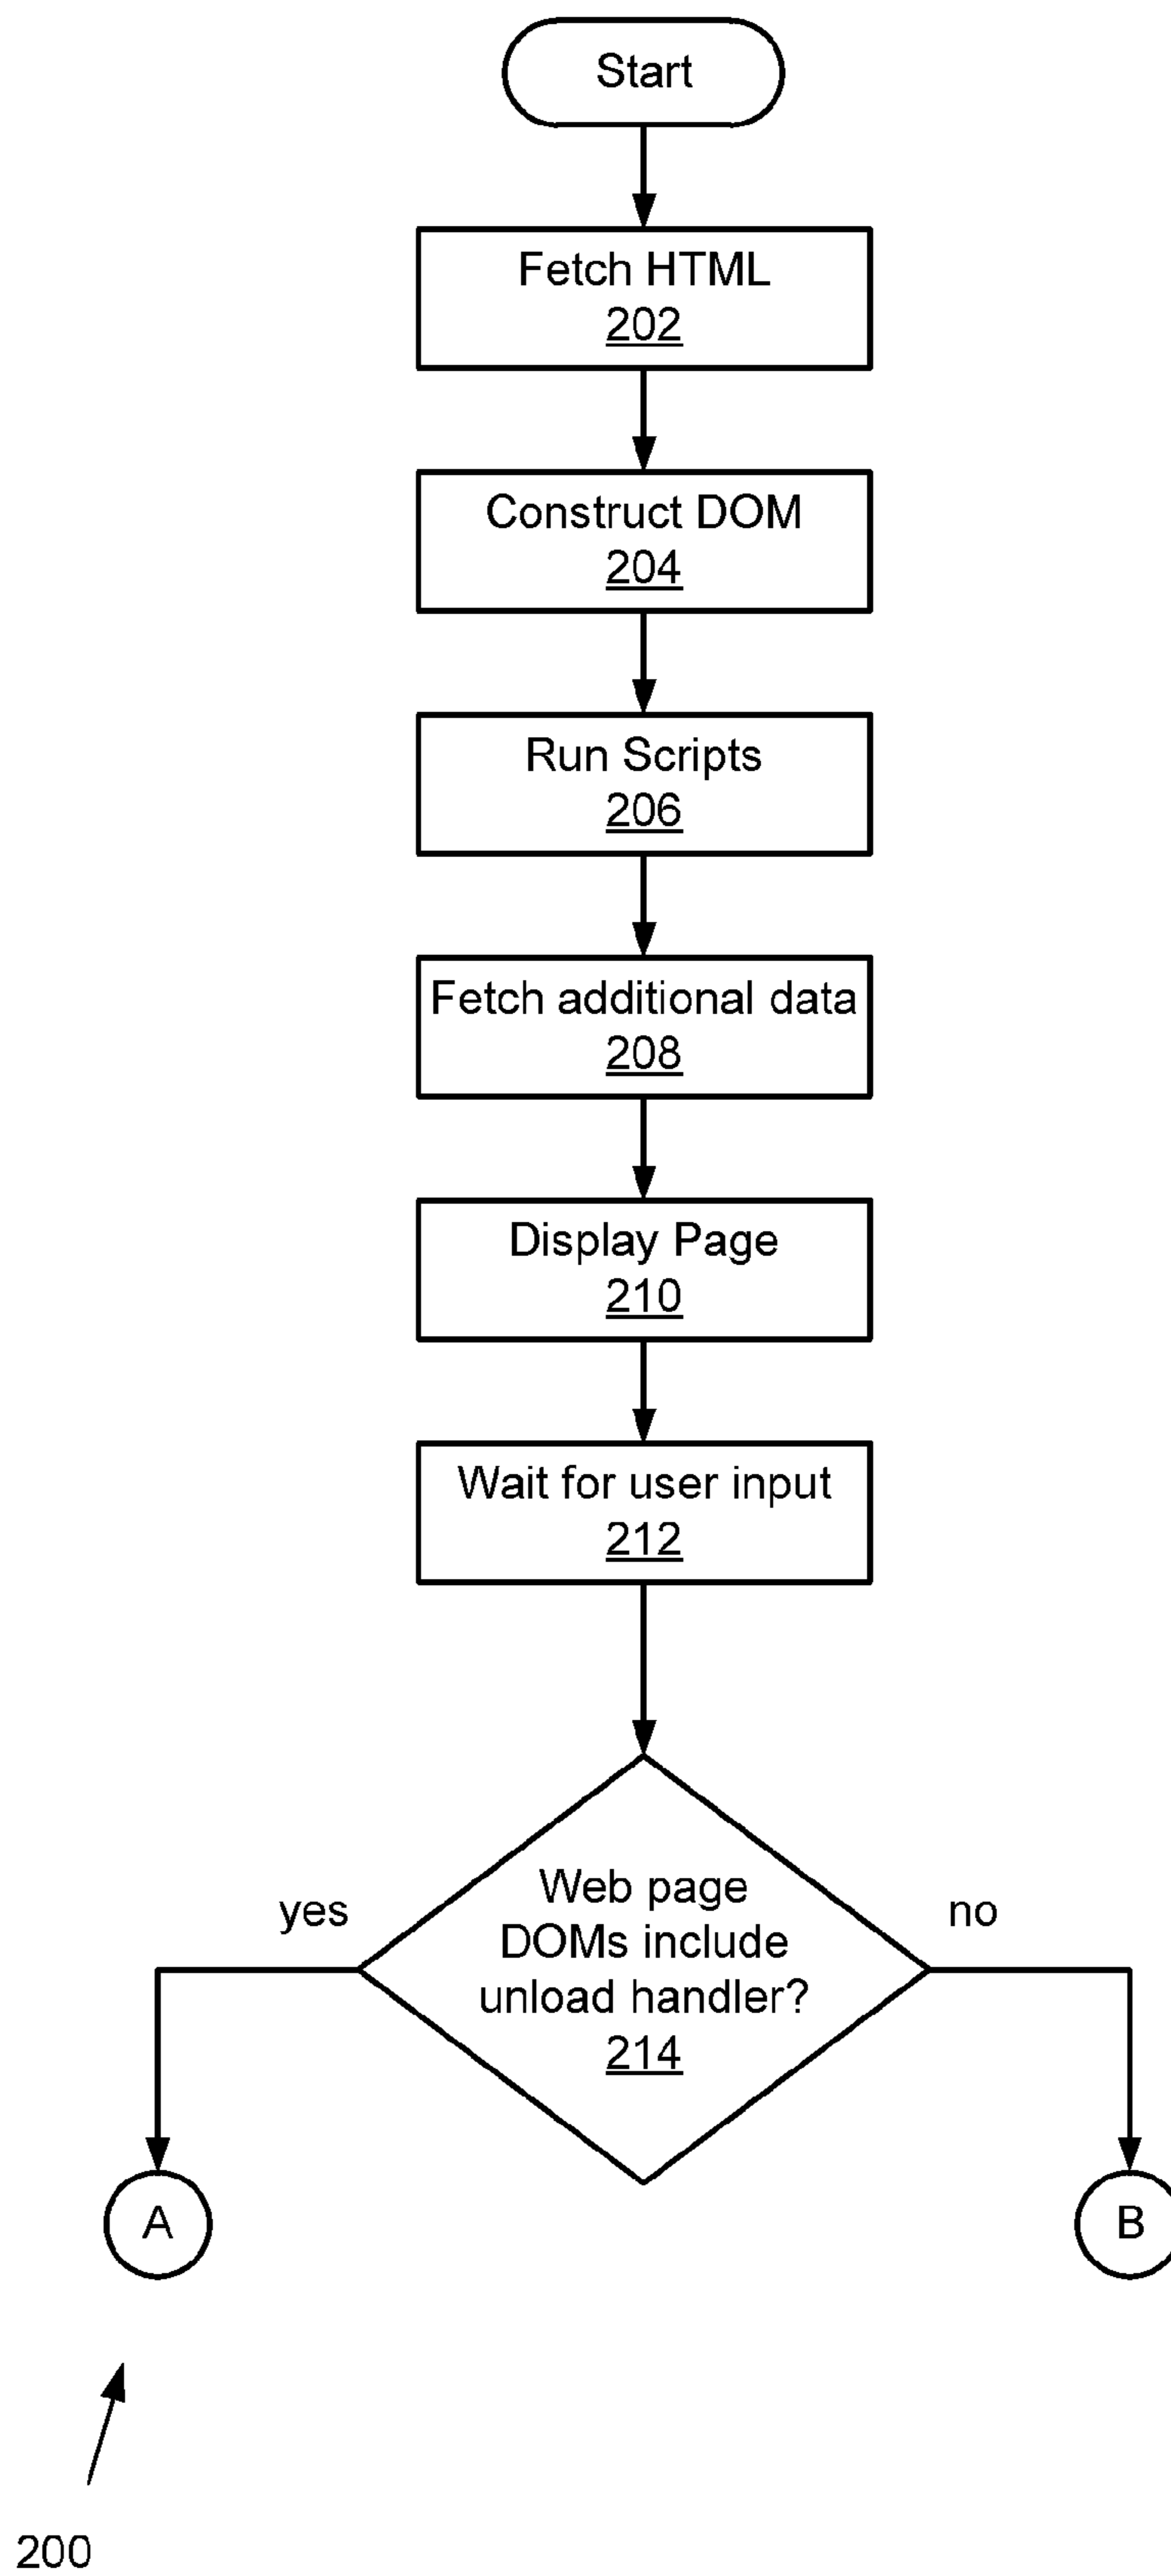 Start
Fetch HTML
202
Construct DOM
204
Run Scripts
206
Fetch additional data
208
Display Page
210
Wait for user input
212
Web page
DOMs include
unload handler?
214
yes
no
A
B
200